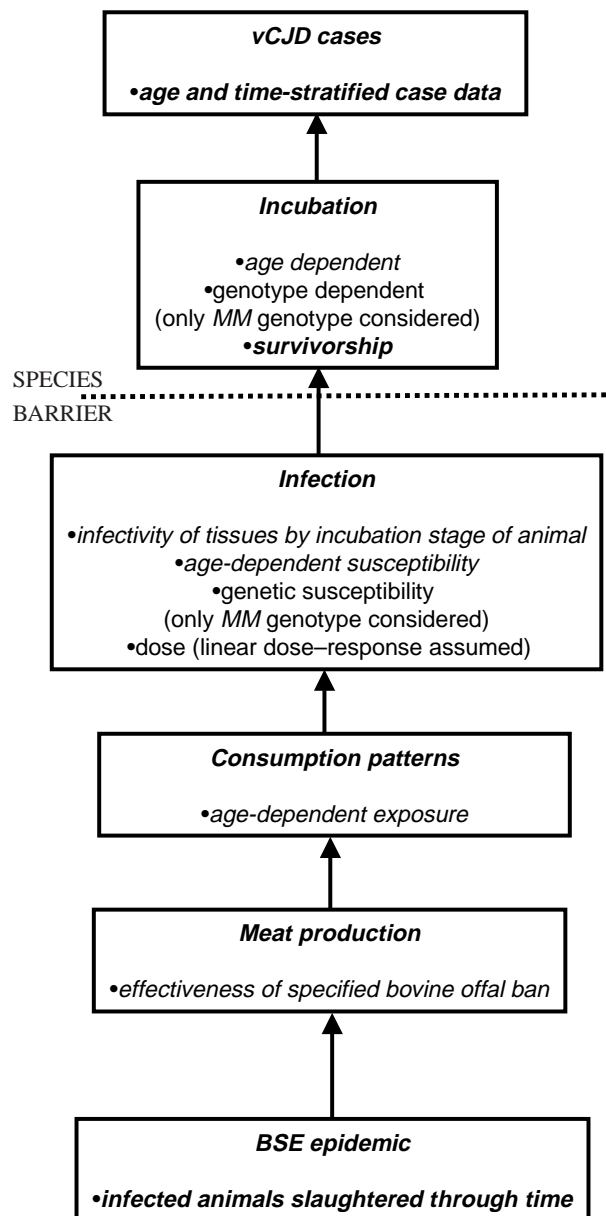 vCJD cases
•age and time-stratified case data
Incubation
•age dependent
•genotype dependent
(only MM genotype considered)
•survivorship
SPECIES
BARRIER
Infection
•infectivity of tissues by incubation stage of animal
•age-dependent susceptibility
•genetic susceptibility
(only MM genotype considered)
•dose (linear dose–response assumed)
Consumption patterns
•age-dependent exposure
Meat production
•effectiveness of specified bovine offal ban
BSE epidemic
•infected animals slaughtered through time